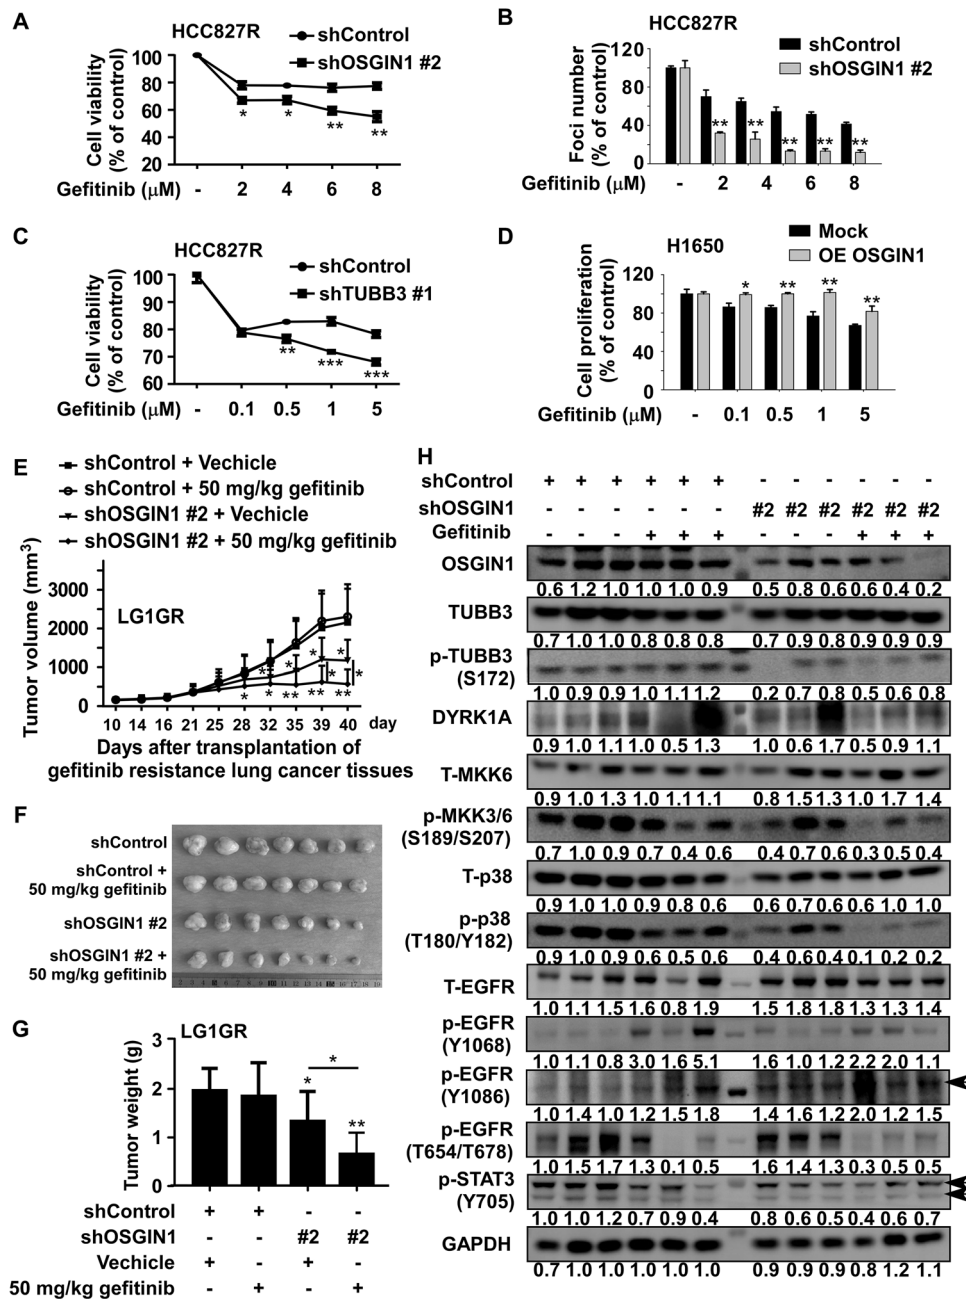 A
HCC827R
shControl
shOSGIN1 #2
Cell viability
(% of control)
100
80
60
40
20
* * ** **
Gefitinib (μM) - 2 4 6 8
B
HCC827R
shControl
shOSGIN1 #2
Foci number
(% of control)
120
80
40
0
** ** ** ** **
Gefitinib (μM) - 2 4 6 8
C
HCC827R
shControl
shTUBB3 #1
Cell viability
(% of control)
100
90
80
70
60
** *** ***
Gefitinib (μM) - 0.1 0.5 1 5
D
H1650
Mock
OE OSGIN1
Cell proliferation
(% of control)
120
80
40
0
* ** ** **
Gefitinib (μM) - 0.1 0.5 1 5
E
shControl + Vechicle
shControl + 50 mg/kg gefitinib
shOSGIN1 #2 + Vechicle
shOSGIN1 #2 + 50 mg/kg gefitinib
LG1GR
Tumor volume (mm3)
3000
2000
1000
0
* * * * * *
* * ** ** **
10 14 16 21 25 28 32 35 39 40 day
Days after transplantation of
gefitinib resistance lung cancer tissues
F
shControl
shControl +
50 mg/kg gefitinib
shOSGIN1 #2
shOSGIN1 #2 +
50 mg/kg gefitinib
G
LG1GR
Tumor weight (g)
3
2
1
0
* * **
shControl + + - -
shOSGIN1 - - #2 #2
Vechicle + - + -
50 mg/kg gefitinib - + - +
H
shControl + + + + + + - - - - - -
shOSGIN1 - - - - - - #2 #2 #2 #2 #2 #2
Gefitinib - - - + + + - - - + + +
OSGIN1
0.6 1.2 1.0 1.0 1.0 0.9 0.5 0.8 0.6 0.6 0.4 0.2
TUBB3
0.7 1.0 1.0 0.8 0.8 0.8 0.7 0.9 0.8 0.9 0.9 0.9
p-TUBB3
(S172)
1.0 0.9 0.9 1.0 1.1 1.2 0.2 0.7 0.8 0.5 0.6 0.8
DYRK1A
0.9 1.0 1.1 1.0 0.5 1.3 1.0 0.6 1.7 0.5 0.9 1.1
T-MKK6
0.9 1.0 1.3 1.0 1.1 1.1 0.8 1.5 1.3 1.0 1.7 1.4
p-MKK3/6
(S189/S207)
0.7 1.0 0.9 0.7 0.4 0.6 0.4 0.7 0.6 0.3 0.5 0.4
T-p38
0.9 1.0 1.0 0.9 0.8 0.6 0.6 0.7 0.6 0.6 1.0 1.0
p-p38
(T180/Y182)
0.9 1.0 0.9 0.6 0.5 0.6 0.4 0.6 0.4 0.1 0.2 0.2
T-EGFR
1.0 1.1 1.5 1.6 0.8 1.9 1.5 1.8 1.8 1.3 1.3 1.4
p-EGFR
(Y1068)
1.0 1.1 0.8 3.0 1.6 5.1 1.6 1.0 1.2 2.2 2.0 1.1
p-EGFR
(Y1086)
1.0 1.4 1.0 1.2 1.5 1.8 1.4 1.6 1.2 2.0 1.2 1.5
p-EGFR
(T654/T678)
1.0 1.5 1.7 1.3 0.1 0.5 1.6 1.4 1.3 0.3 0.5 0.5
p-STAT3
(Y705)
1.0 1.0 1.2 0.7 0.9 0.4 0.8 0.6 0.5 0.4 0.6 0.7
GAPDH
0.7 1.0 1.0 1.0 1.0 1.0 0.9 0.9 0.9 0.8 1.2 1.1